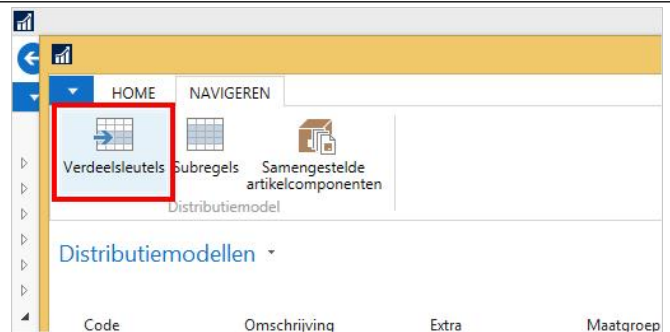 HOME NAVIGEREN
Verdeelsleutels Subregels Samengestelde
artikelcomponenten
Distributiemodel
Distributiemodellen
Code Omschrijving Extra Maatgroep